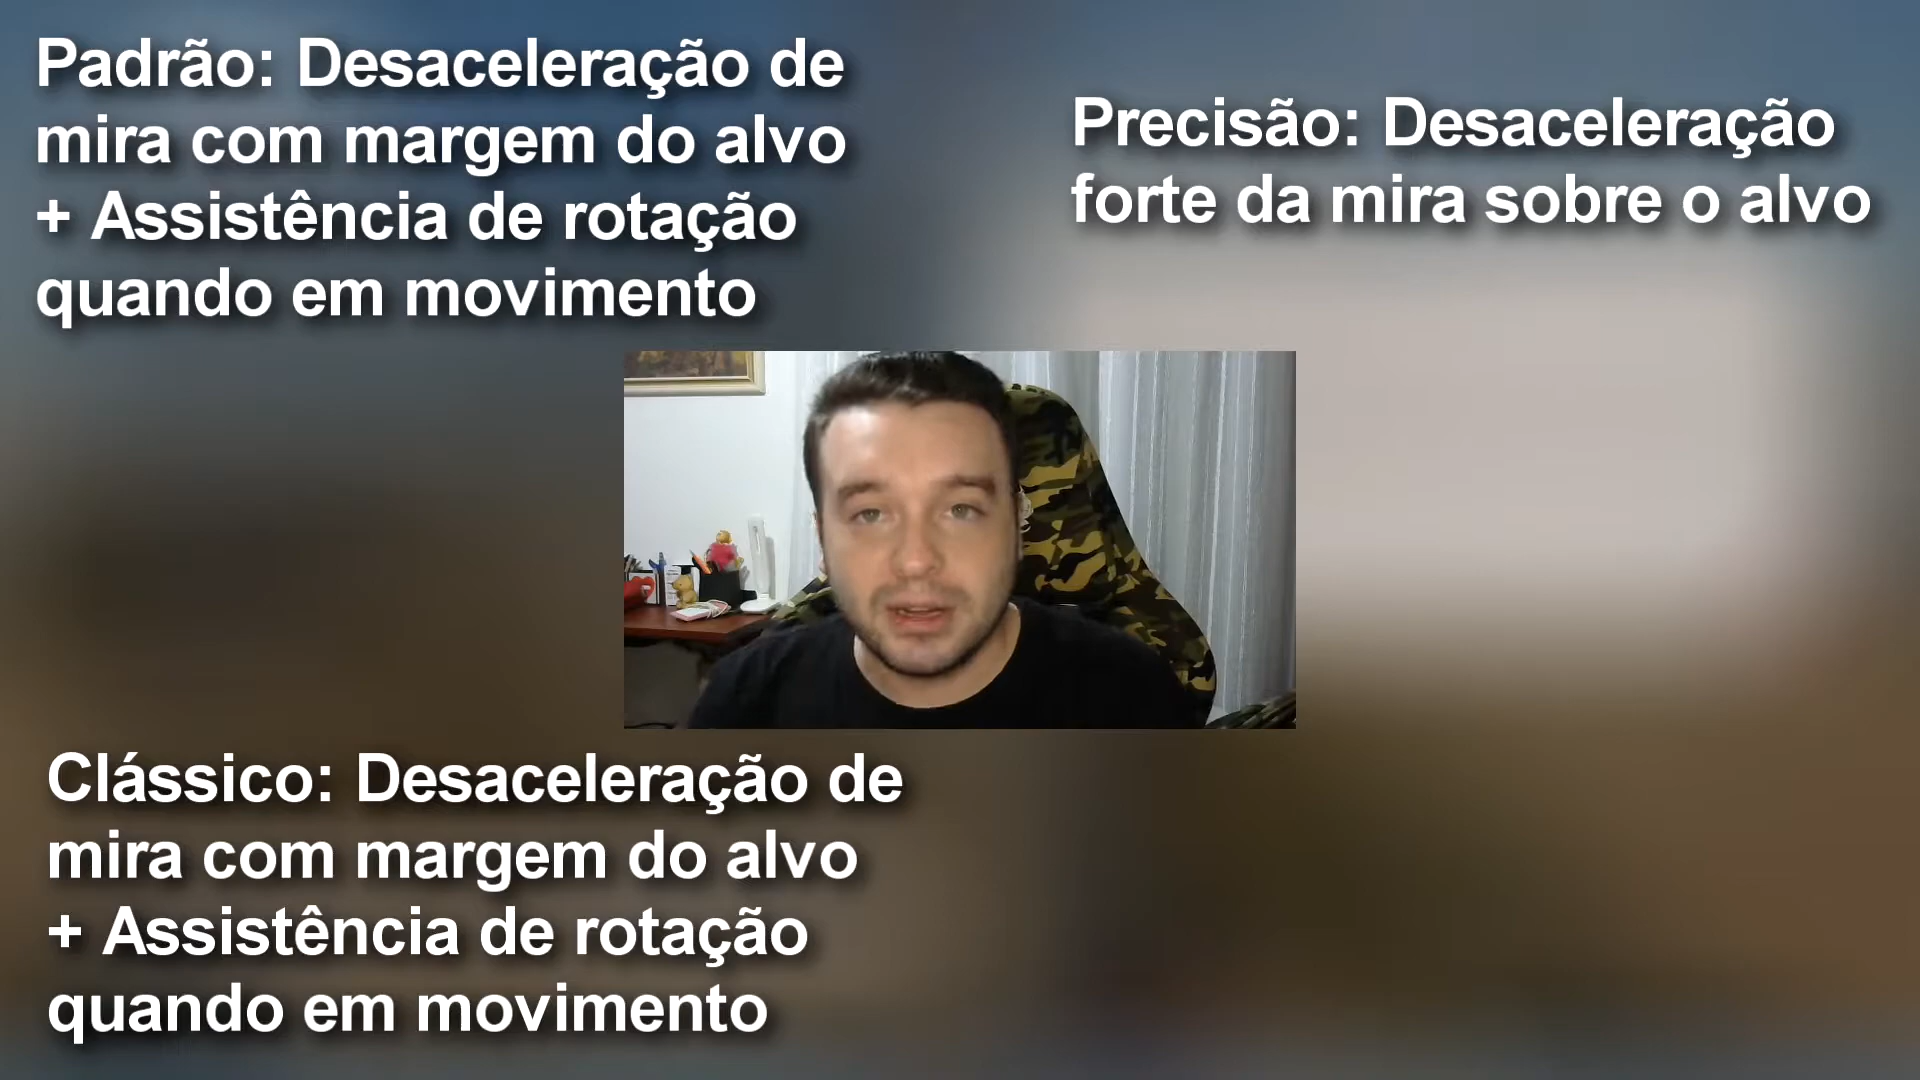 Padrão: Desaceleração de
mira com margem do alvo
+ Assistência de rotação
quando em movimento
Precisão: Desaceleração
forte da mira sobre o alvo
Clássico: Desaceleração de
mira com margem do alvo
+ Assistência de rotação
quando em movimento